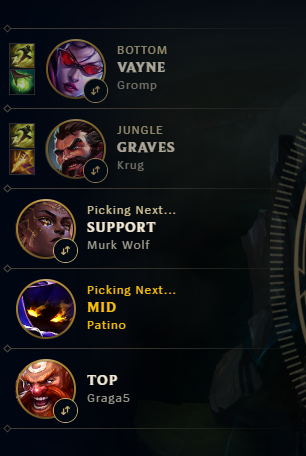 BOTTOM
VAYNE
Gromp
JUNGLE
GRAVES
Krug
Picking Next...
SUPPORT
Murk Wolf
Picking Next...
MID
Patino
TOP
Graga5